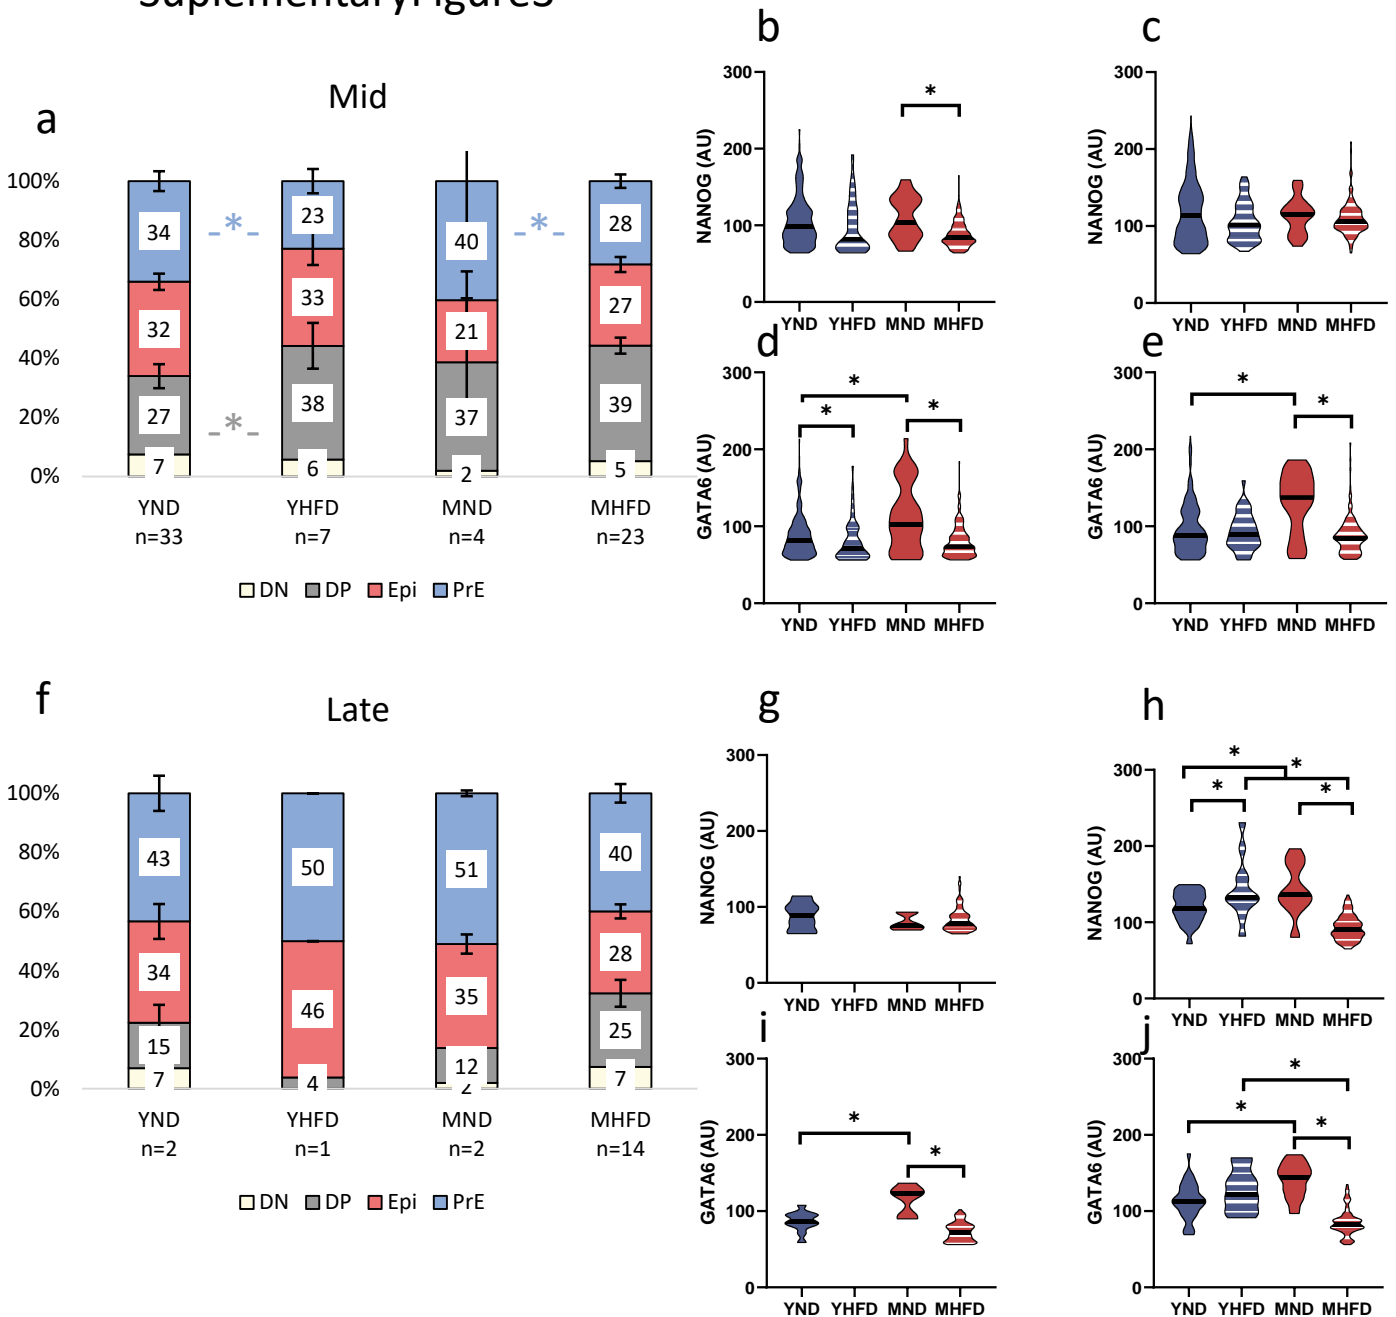 SuplementaryFigure3
a
Mid
100%
80%
60%
40%
20%
0%
34
32
27
7
*
*
23
33
38
6
40
21
37
2
*
28
27
39
5
YND
YHFD
MND
MHFD
n=33
n=7
n=4
n=23
DN DP Epi PrE
b
NANOG (AU)
300
200
100
0
*
YND YHFD MND MHFD
c
NANOG (AU)
300
200
100
0
YND YHFD MND MHFD
d
GATA6 (AU)
300
200
100
0
*
*
*
YND YHFD MND MHFD
e
GATA6 (AU)
300
200
100
0
*
*
YND YHFD MND MHFD
f
Late
100%
80%
60%
40%
20%
0%
43
34
15
7
50
46
4
51
35
12
2
40
28
25
7
YND
YHFD
MND
MHFD
n=2
n=1
n=2
n=14
DN DP Epi PrE
g
NANOG (AU)
300
200
100
0
YND YHFD MND MHFD
h
NANOG (AU)
300
200
100
0
*
*
*
*
YND YHFD MND MHFD
i
GATA6 (AU)
300
200
100
0
*
*
YND YHFD MND MHFD
j
GATA6 (AU)
300
200
100
0
*
*
*
YND YHFD MND MHFD